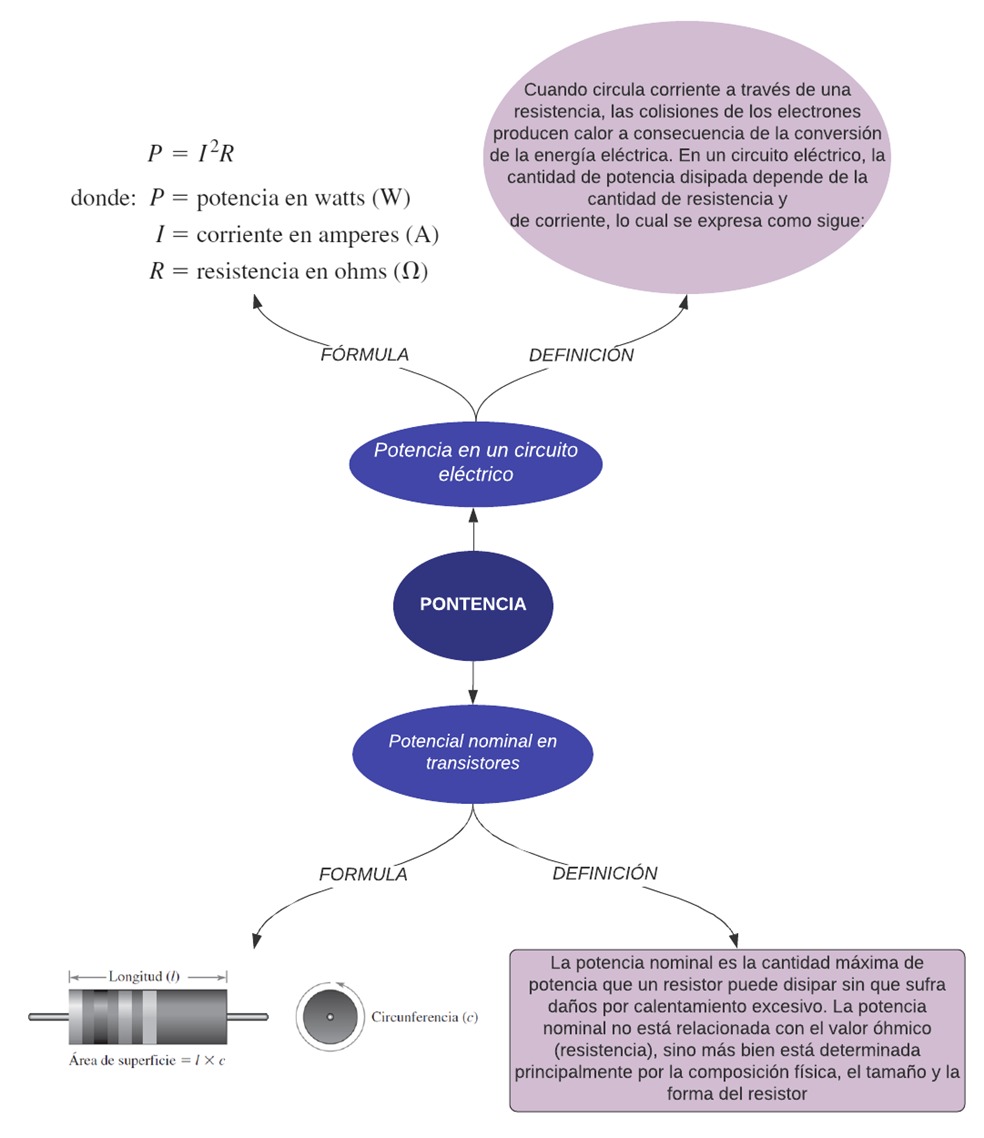 Cuando circula corriente a través de una
resistencia, las colisiones de los electrones
producen calor a consecuencia de la conversión
de la energía eléctrica. En un circuito eléctrico, la
cantidad de potencia disipada depende de la
cantidad de resistencia y
de corriente, lo cual se expresa como sigue:
P = I²R
donde: P = potencia en watts (W)
I = corriente en amperes (A)
R = resistencia en ohms (Ω)
FÓRMULA
DEFINICIÓN
Potencia en un circuito
eléctrico
PONTENCIA
Potencial nominal en
transistores
FORMULA
DEFINICIÓN
Longitud (l)
Circunferencia (c)
Área de superficie = l × c
La potencia nominal es la cantidad máxima de
potencia que un resistor puede disipar sin que sufra
daños por calentamiento excesivo. La potencia
nominal no está relacionada con el valor óhmico
(resistencia), sino más bien está determinada
principalmente por la composición física, el tamaño y la
forma del resistor